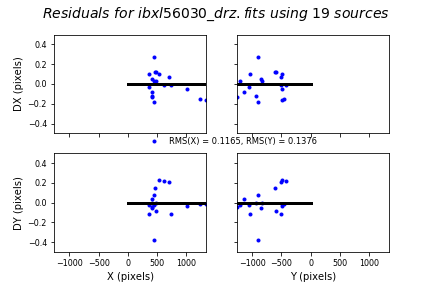 Residuals for ibxl56030_drz.fits using 19 sources
DX (pixels)
0.4
0.2
0.0
−0.2
−0.4
RMS(X) = 0.1165, RMS(Y) = 0.1376
DY (pixels)
0.4
0.2
0.0
−0.2
−0.4
−1000 −500 0 500 1000 −1000 −500 0 500 1000
X (pixels) Y (pixels)